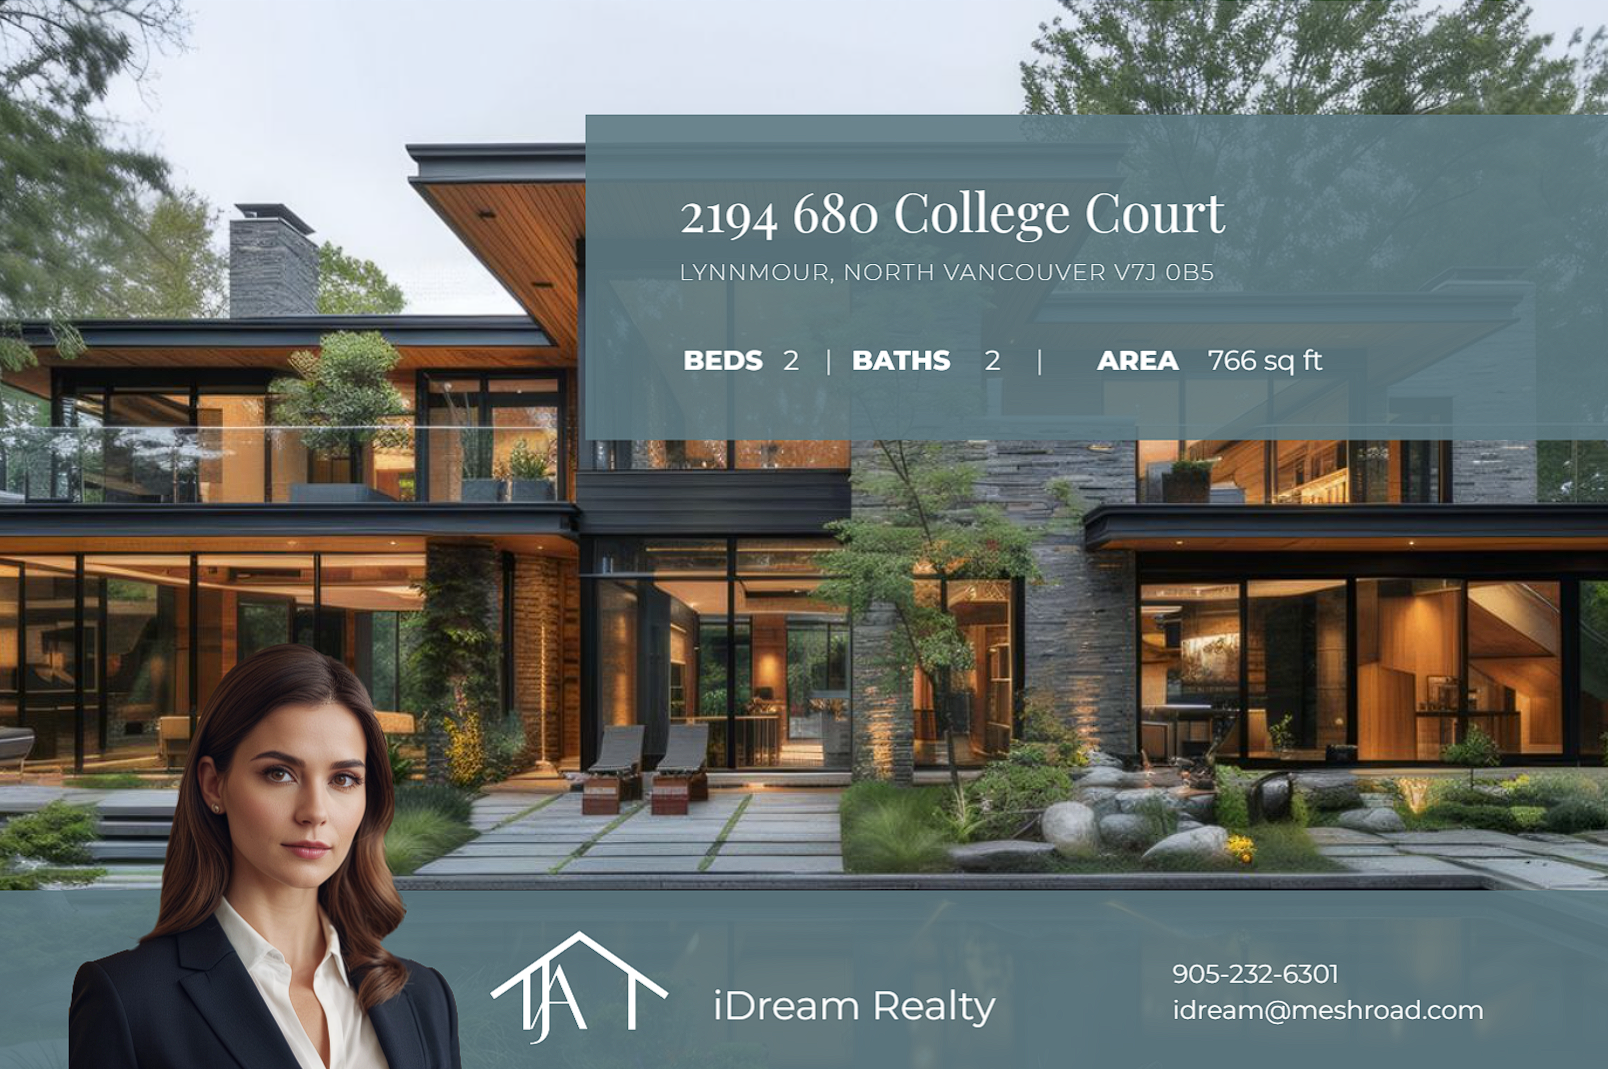 2194 680 College Court
LYNNMOUR, NORTH VANCOUVER V7J 0B5
BEDS 2 | BATHS 2 | AREA 766 sq ft
iDream Realty
905-232-6301
idream@meshroad.com